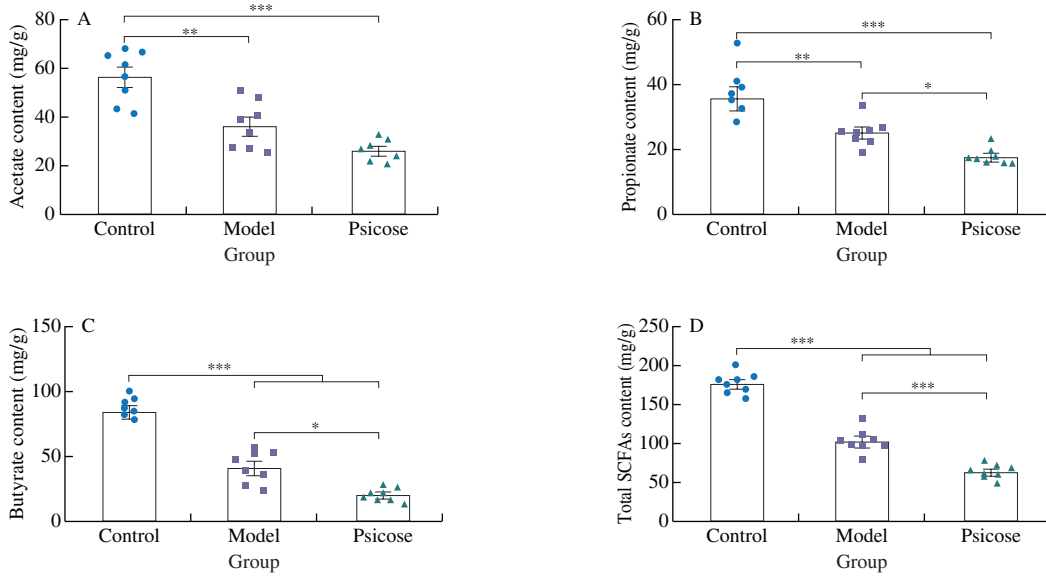 A
Acetate content (mg/g)
80
60
40
20
0
***
**
Control
Model
Psicose
Group
B
Propionate content (mg/g)
60
40
20
0
***
**
*
Control
Model
Psicose
Group
C
Butyrate content (mg/g)
150
100
50
0
***
*
Control
Model
Psicose
Group
D
Total SCFAs content (mg/g)
250
200
150
100
50
0
***
***
Control
Model
Psicose
Group